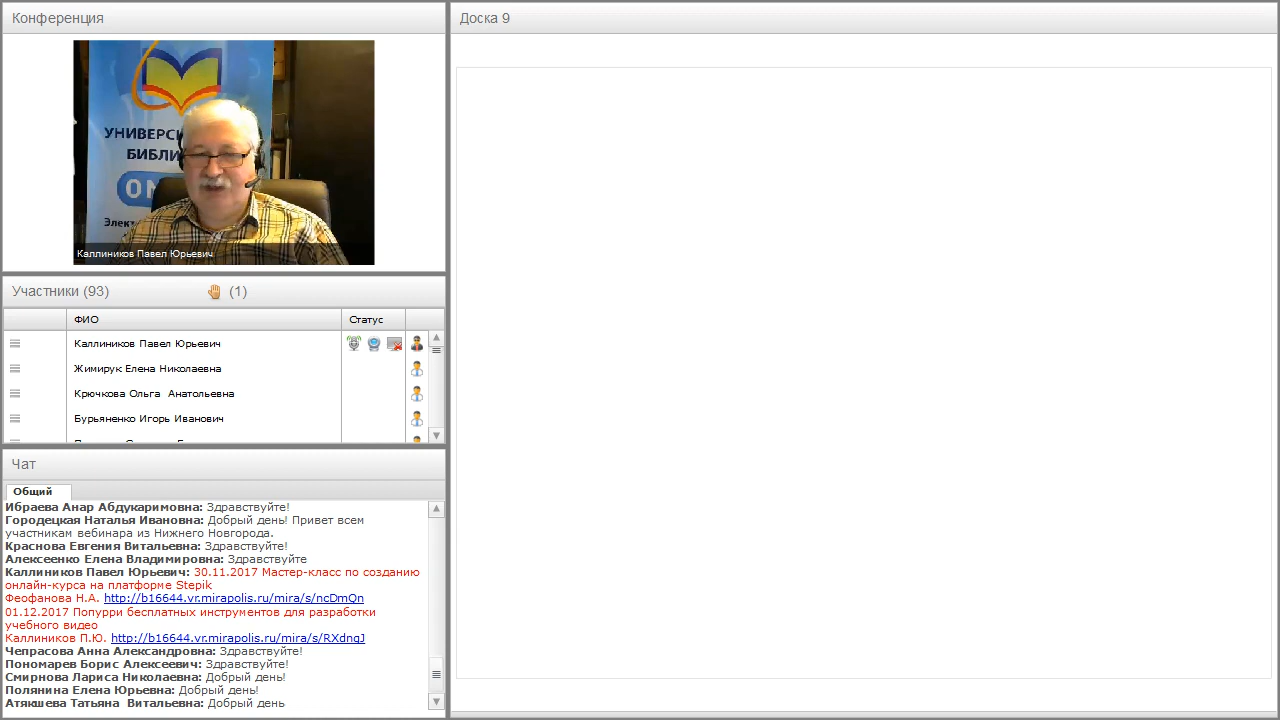 Конференция
УНИВЕРС
БИБЛИ
Элект
Каллиников Павел Юрьевич
Участники (93)
(1)
ФИО
Статус
Каллиников Павел Юрьевич
Жимирук Елена Николаевна
Крючкова Ольга Анатольевна
Бурьяненко Игорь Иванович
Чат
Общий
Ибраева Анар Абдукаримовна: Здравствуйте!
Городецкая Наталья Ивановна: Добрый день! Привет всем
участникам вебинара из Нижнего Новгорода.
Краснова Евгения Витальевна: Здравствуйте!
Алексеенко Елена Владимировна: Здравствуйте
Каллиников Павел Юрьевич: 30.11.2017 Мастер-класс по созданию
онлайн-курса на платформе Stepik
Феофанова Н.А. http://b16644.vr.mirapolis.ru/mira/s/ncDmQn
01.12.2017 Попурри бесплатных инструментов для разработки
учебного видео
Каллиников П.Ю. http://b16644.vr.mirapolis.ru/mira/s/RXdnqJ
Чепрасова Анна Александровна: Здравствуйте!
Пономарев Борис Алексеевич: Здравствуйте!
Смирнова Лариса Николаевна: Добрый день!
Полянина Елена Юрьевна: Добрый день!
Атякшева Татьяна Витальевна: Добрый день
Доска 9